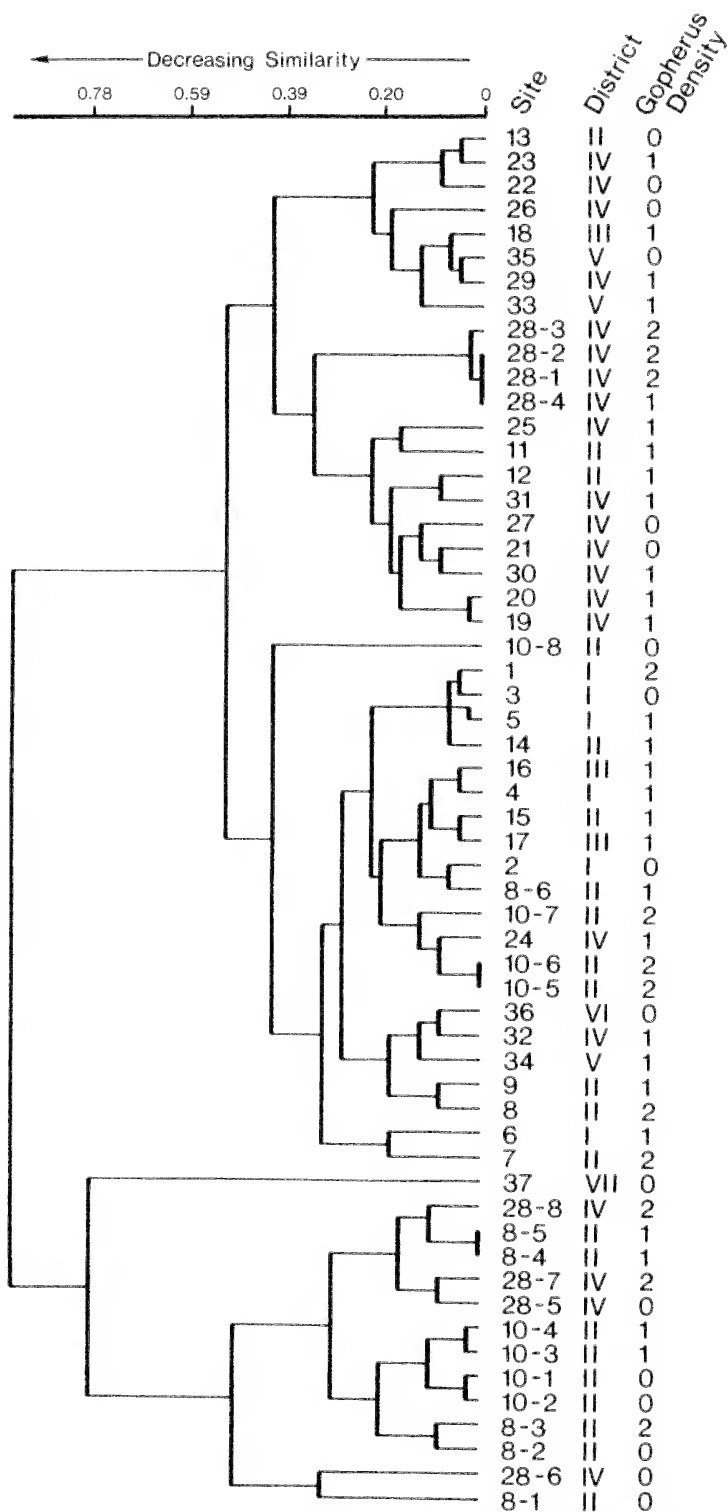 Decreasing Similarity
0.78 0.59 0.39 0.20 0
Site District Gopherus Density
13 II 0
23 IV 1
22 IV 0
26 IV 0
18 III 1
35 V 0
29 IV 1
33 V 1
28-3 IV 2
28-2 IV 2
28-1 IV 2
28-4 IV 1
25 IV 1
11 II 1
12 II 1
31 IV 1
27 IV 0
21 IV 0
30 IV 1
20 IV 1
19 IV 1
10-8 II 0
1 I 2
3 I 0
5 I 1
14 II 1
16 III 1
4 I 1
15 II 1
17 III 1
2 I 0
8-6 II 1
10-7 II 2
24 IV 1
10-6 II 2
10-5 II 2
36 VI 0
32 IV 1
34 V 1
9 II 1
8 II 2
6 I 1
7 II 2
37 VII 0
28-8 IV 2
8-5 II 1
8-4 II 1
28-7 IV 2
28-5 IV 0
10-4 II 1
10-3 II 1
10-1 II 0
10-2 II 0
8-3 II 2
8-2 II 0
28-6 IV 0
8-1 II 0